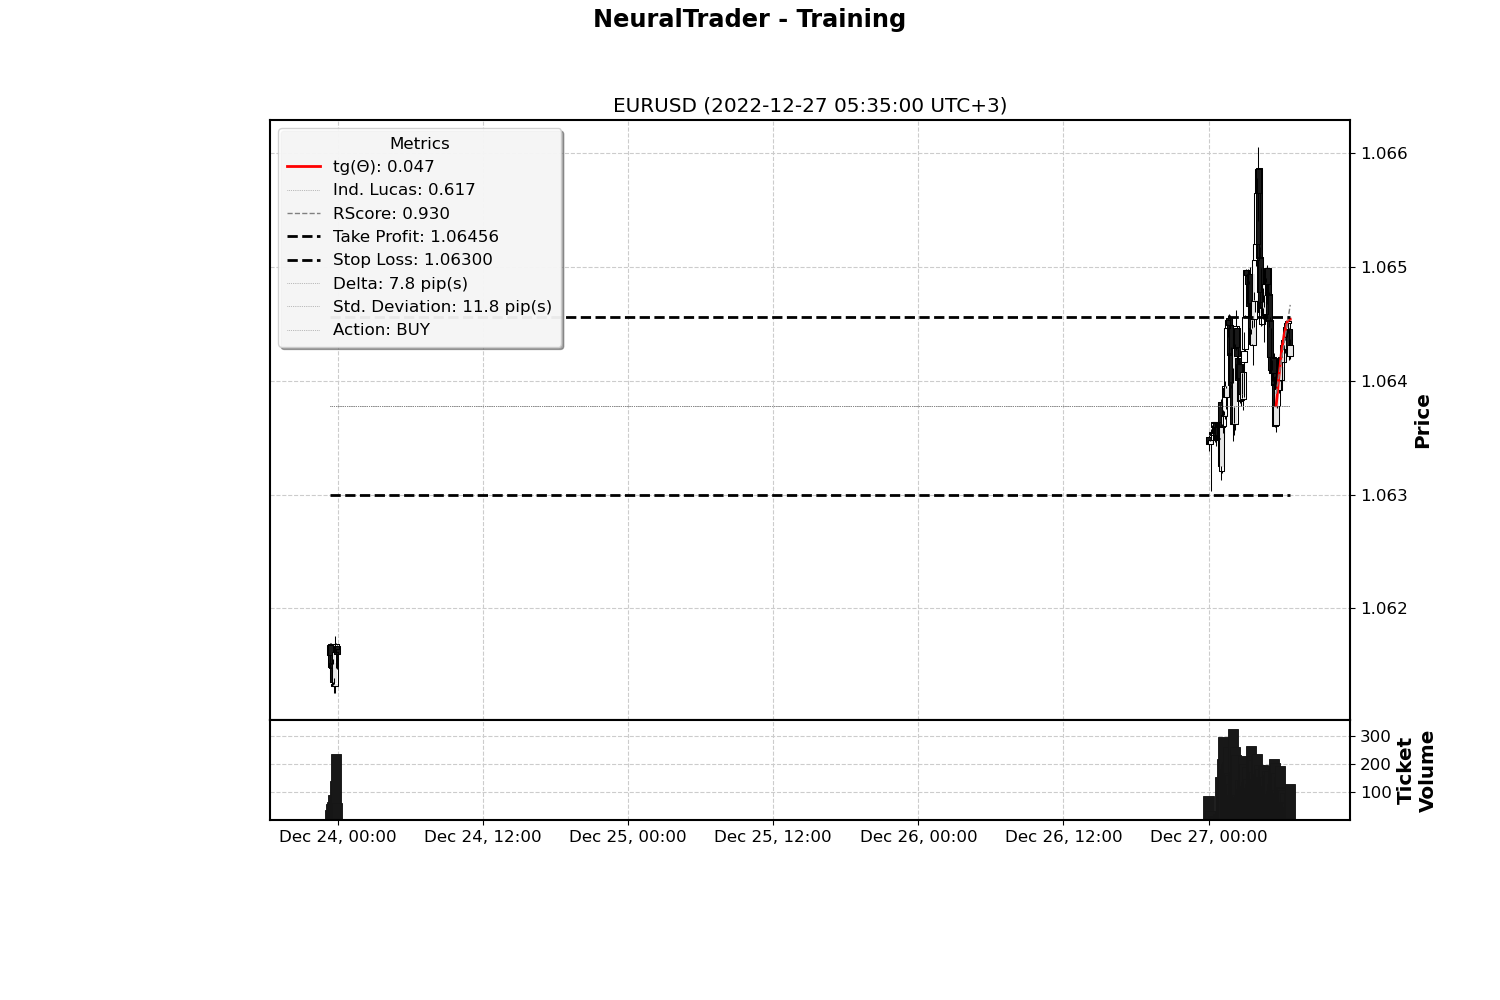 NeuralTrader - Training
EURUSD (2022-12-27 05:35:00 UTC+3)
Metrics
tg(Θ): 0.047
Ind. Lucas: 0.617
RScore: 0.930
Take Profit: 1.06456
Stop Loss: 1.06300
Delta: 7.8 pip(s)
Std. Deviation: 11.8 pip(s)
Action: BUY
1.066
1.065
1.064
1.063
1.062
Price
300
200
100
Ticket
Volume
Dec 24, 00:00
Dec 24, 12:00
Dec 25, 00:00
Dec 25, 12:00
Dec 26, 00:00
Dec 26, 12:00
Dec 27, 00:00